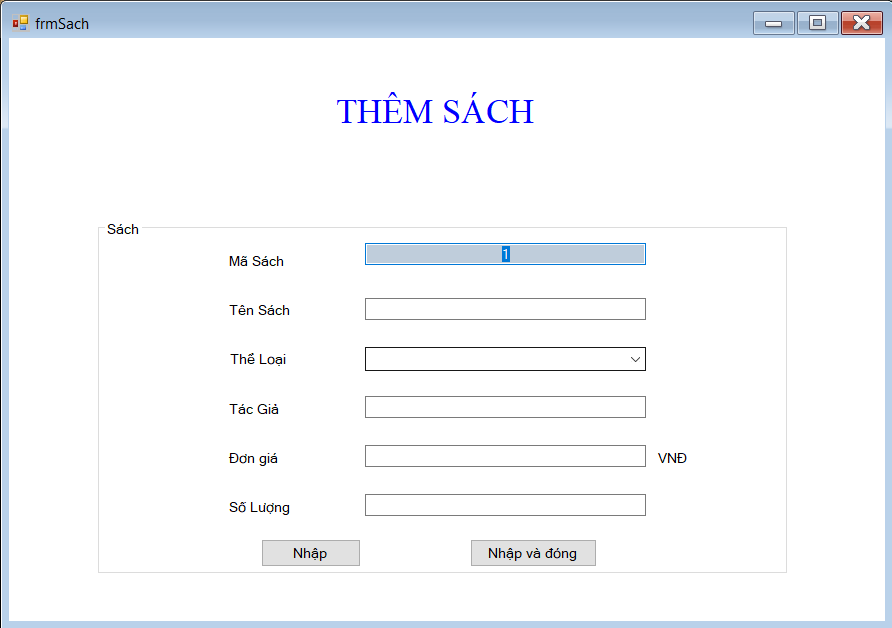 frmSach
THÊM SÁCH
Sách
Mã Sách
1
Tên Sách
Thể Loại
Tác Giả
Đơn giá
VNĐ
Số Lượng
Nhập
Nhập và đóng